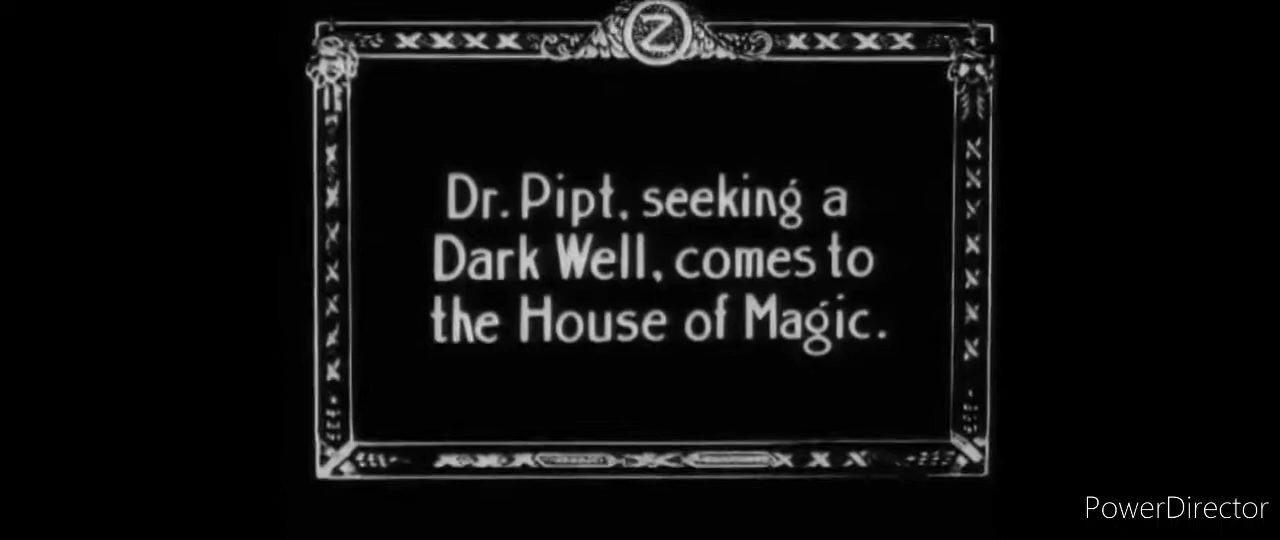 Z
Dr. Pipt, seeking a
Dark Well, comes to
the House of Magic.
PowerDirector